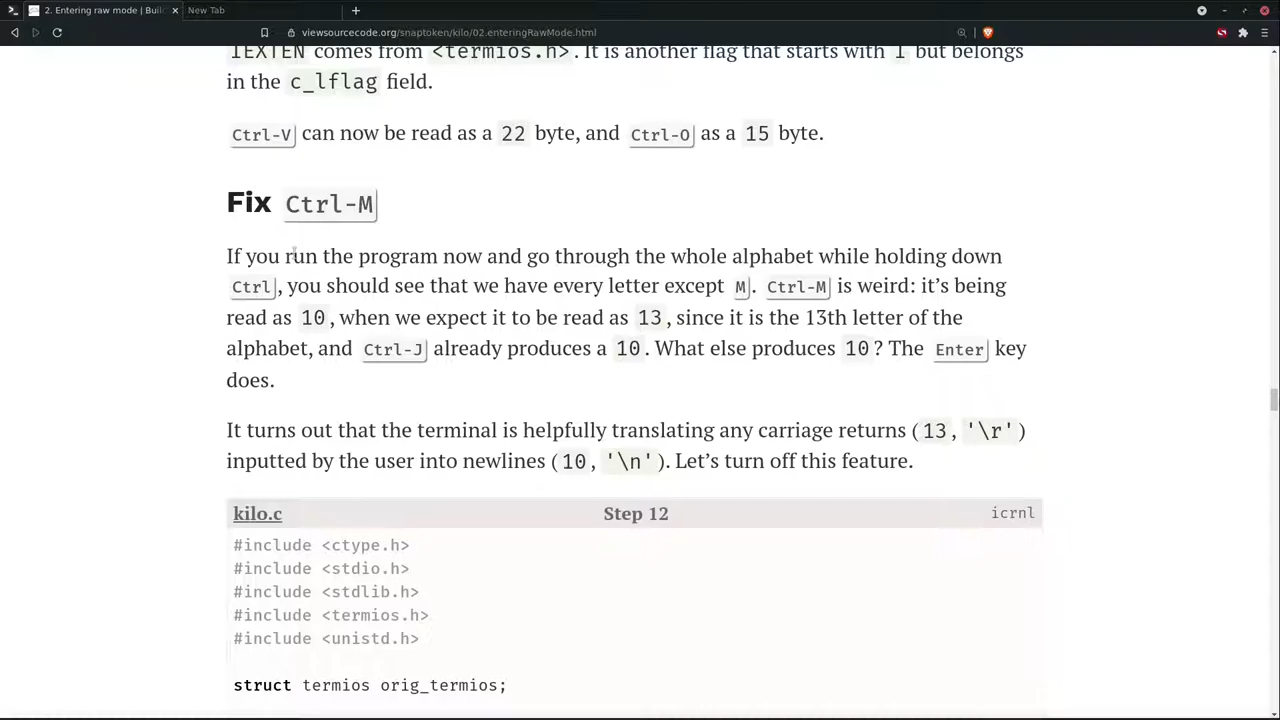 2. Entering raw mode | Buil
New Tab
viewsourcecode.org/snaptoken/kilo/02.enteringRawMode.html
IEXTEN comes from <termios.h>. It is another flag that starts with I but belongs
in the c_lflag field.
Ctrl-V can now be read as a 22 byte, and Ctrl-O as a 15 byte.
Fix Ctrl-M
If you run the program now and go through the whole alphabet while holding down
Ctrl, you should see that we have every letter except M. Ctrl-M is weird: it’s being
read as 10, when we expect it to be read as 13, since it is the 13th letter of the
alphabet, and Ctrl-J already produces a 10. What else produces 10? The Enter key
does.
It turns out that the terminal is helpfully translating any carriage returns (13, '\r')
inputted by the user into newlines (10, '\n'). Let’s turn off this feature.
kilo.c Step 12 icrnl
#include <ctype.h>
#include <stdio.h>
#include <stdlib.h>
#include <termios.h>
#include <unistd.h>
struct termios orig_termios;